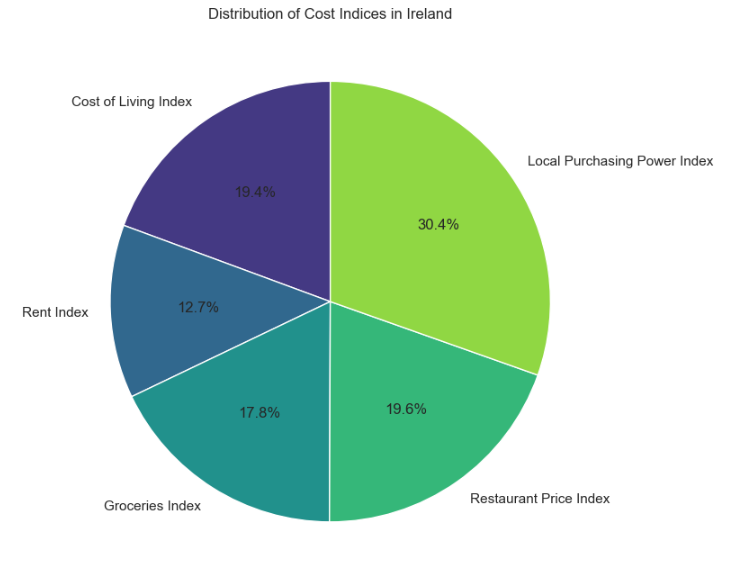 Distribution of Cost Indices in Ireland
Cost of Living Index
Local Purchasing Power Index
19.4%
30.4%
Rent Index
12.7%
17.8%
19.6%
Groceries Index
Restaurant Price Index